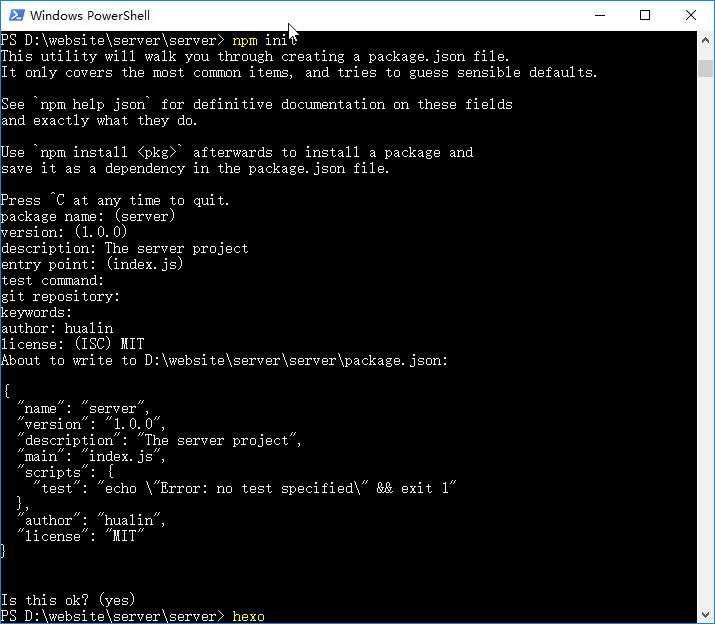 Windows PowerShell
PS D:\website\server\server> npm init
This utility will walk you through creating a package.json file.
It only covers the most common items, and tries to guess sensible defaults.
See `npm help json` for definitive documentation on these fields
and exactly what they do.
Use `npm install <pkg>` afterwards to install a package and
save it as a dependency in the package.json file.
Press ^C at any time to quit.
package name: (server)
version: (1.0.0)
description: The server project
entry point: (index.js)
test command:
git repository:
keywords:
author: hualin
license: (ISC) MIT
About to write to D:\website\server\server\package.json:
{
  "name": "server",
  "version": "1.0.0",
  "description": "The server project",
  "main": "index.js",
  "scripts": {
    "test": "echo \"Error: no test specified\" && exit 1"
  },
  "author": "hualin",
  "license": "MIT"
}
Is this ok? (yes)
PS D:\website\server\server> hexo